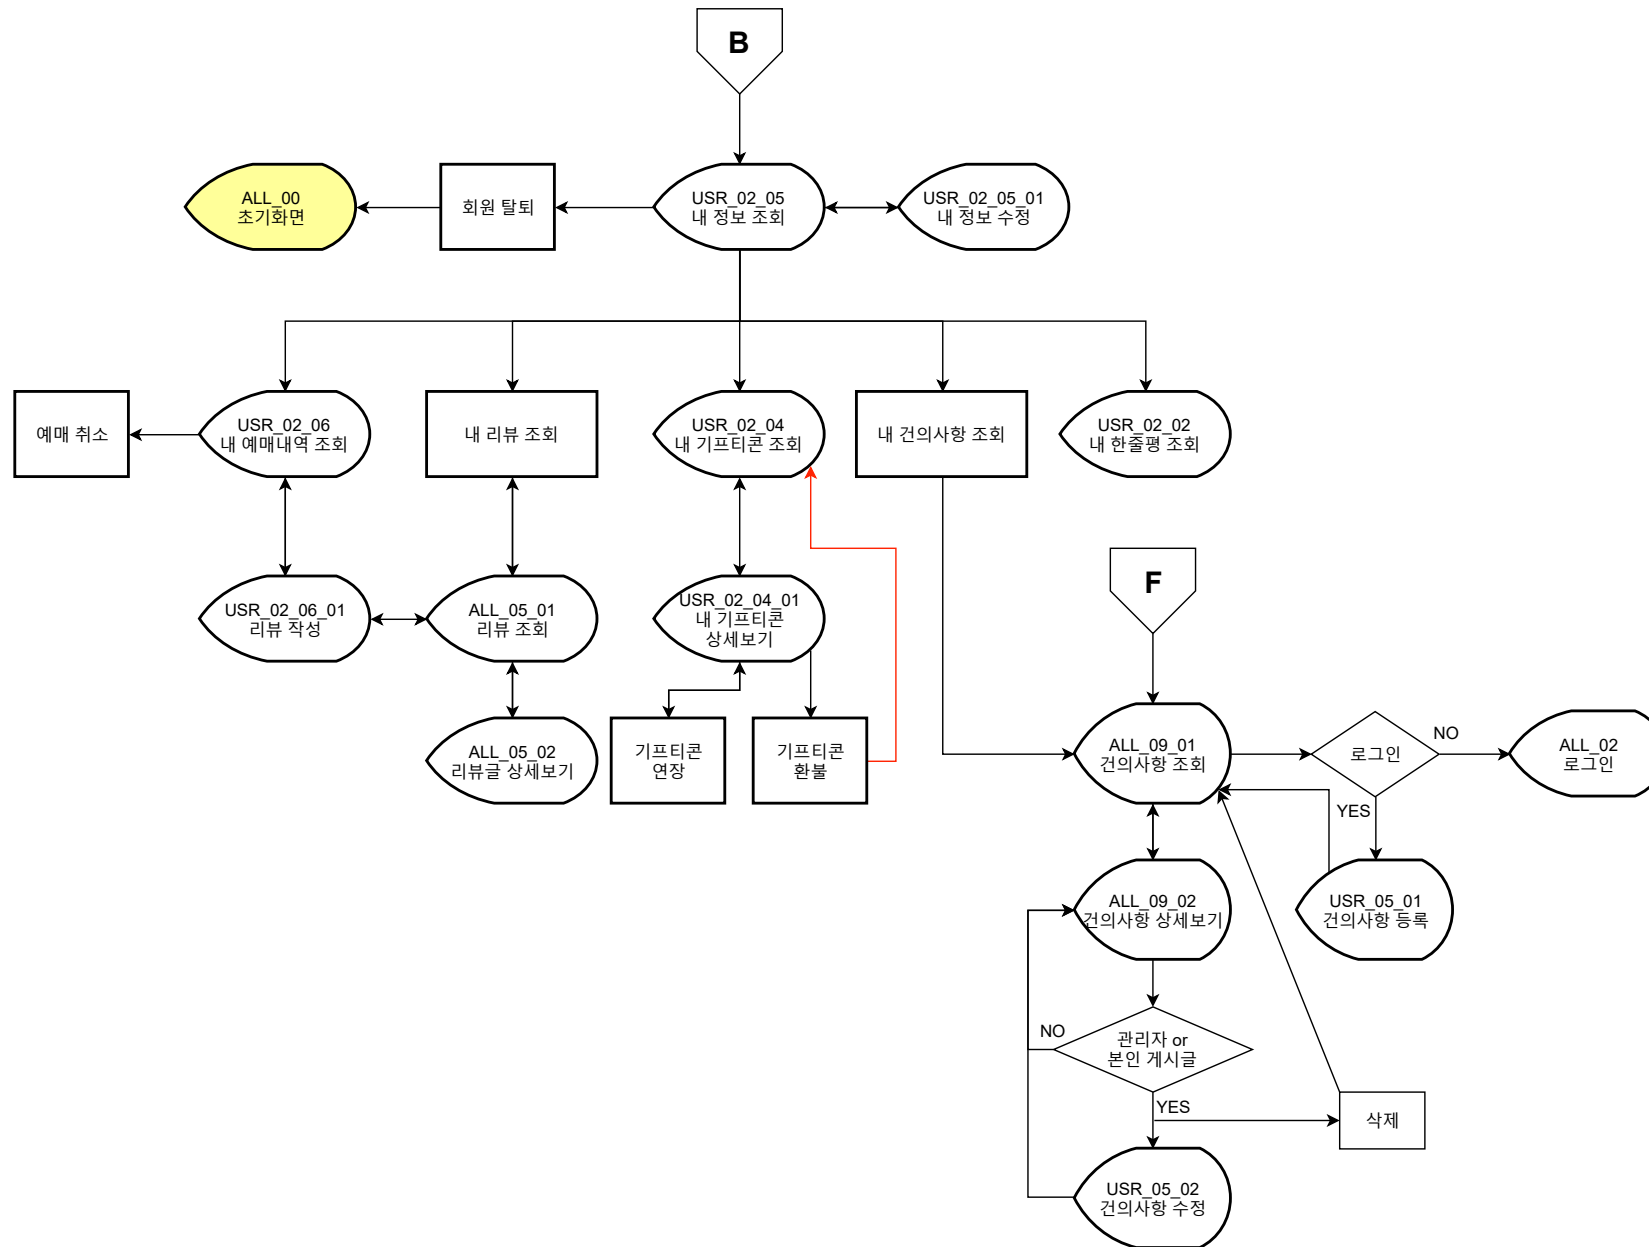 B
ALL_00
초기화면
회원 탈퇴
USR_02_05
내 정보 조회
USR_02_05_01
내 정보 수정
예매 취소
USR_02_06
내 예매내역 조회
내 리뷰 조회
USR_02_04
내 기프티콘 조회
내 건의사항 조회
USR_02_02
내 한줄평 조회
USR_02_06_01
리뷰 작성
ALL_05_01
리뷰 조회
USR_02_04_01
내 기프티콘
상세보기
F
ALL_05_02
리뷰글 상세보기
기프티콘
연장
기프티콘
환불
ALL_09_01
건의사항 조회
로그인
NO
ALL_02
로그인
YES
ALL_09_02
건의사항 상세보기
USR_05_01
건의사항 등록
NO
관리자 or
본인 게시글
YES
삭제
USR_05_02
건의사항 수정